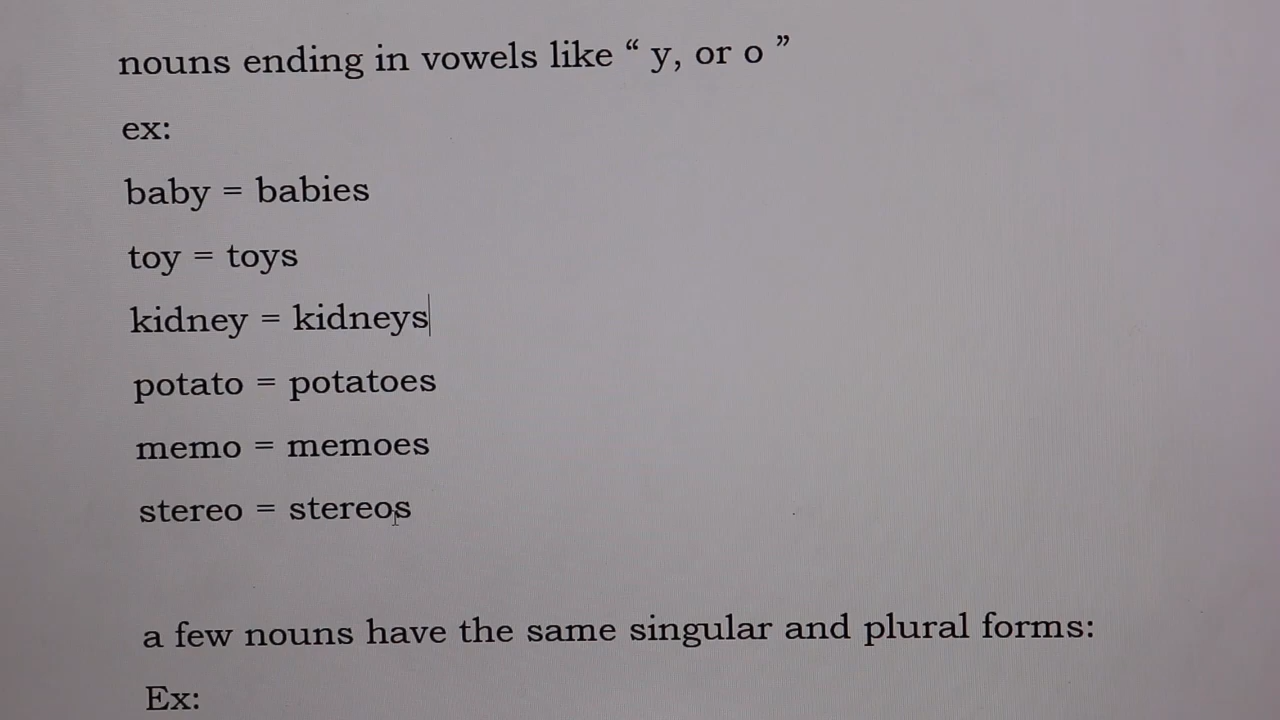 nouns ending in vowels like “ y, or o ”
ex:
baby = babies
toy = toys
kidney = kidneys
potato = potatoes
memo = memoes
stereo = stereos
a few nouns have the same singular and plural forms:
Ex: